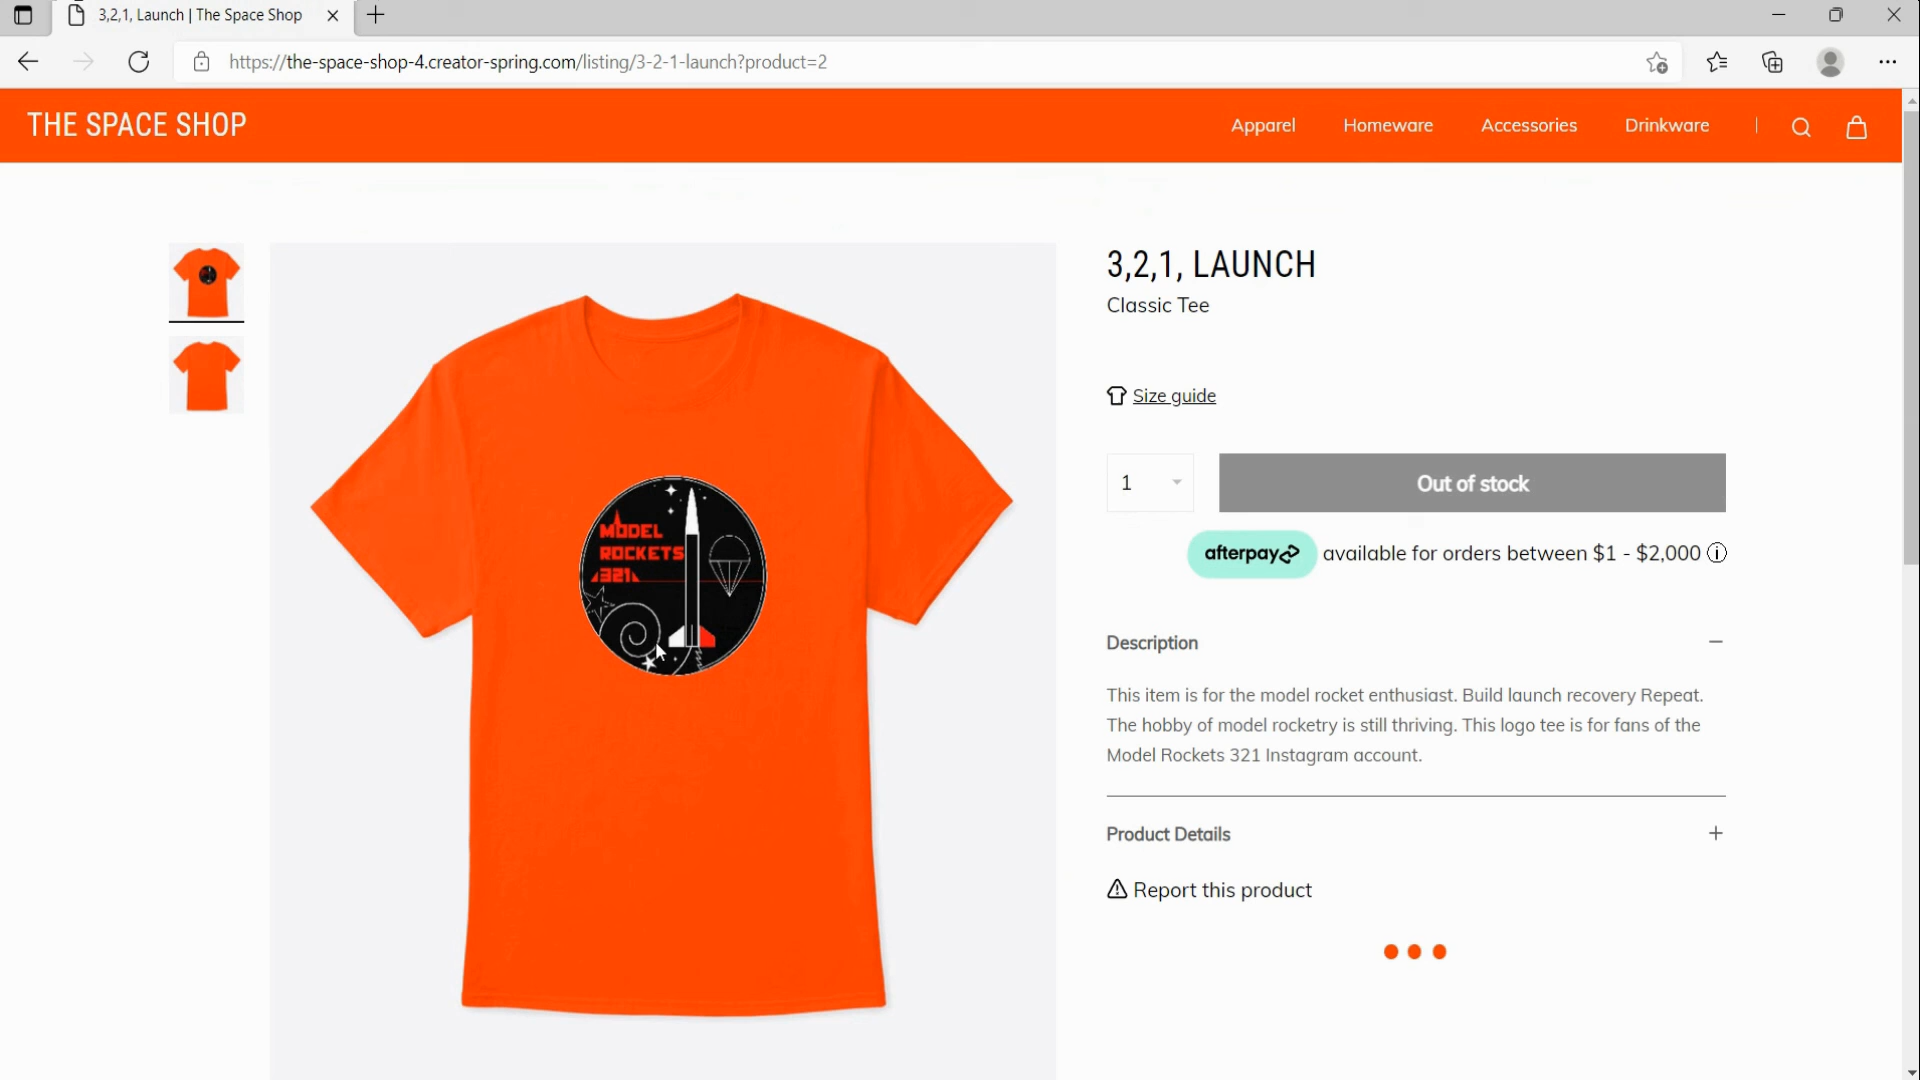 3,2,1, Launch | The Space Shop
https://the-space-shop-4.creator-spring.com/listing/3-2-1-launch?product=2
THE SPACE SHOP
Apparel
Homeware
Accessories
Drinkware
3,2,1, LAUNCH
Classic Tee
Size guide
1
Out of stock
afterpay available for orders between $1 - $2,000
MODEL
ROCKETS
321
Description
This item is for the model rocket enthusiast. Build launch recovery Repeat.
The hobby of model rocketry is still thriving. This logo tee is for fans of the
Model Rockets 321 Instagram account.
Product Details
Report this product